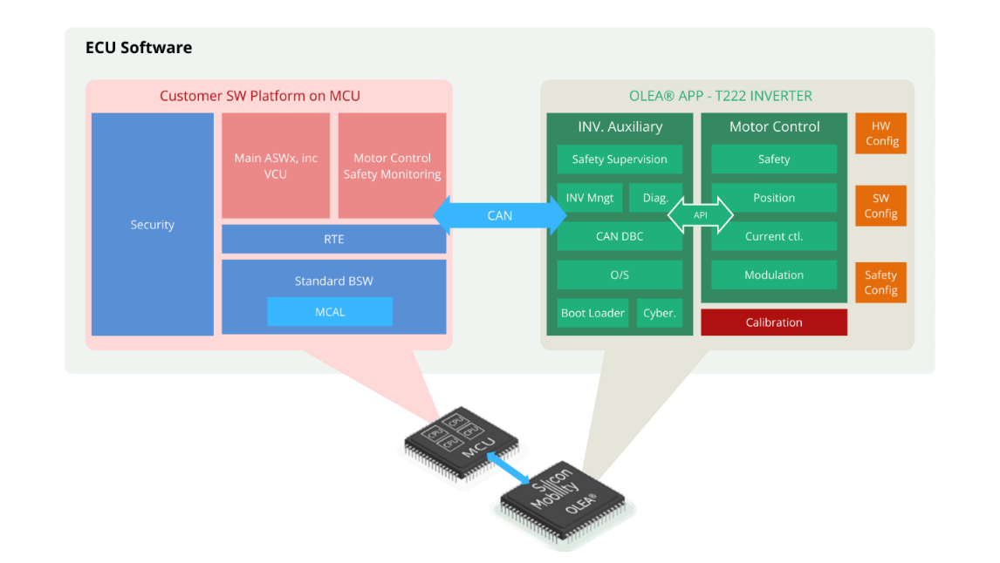 ECU Software
Customer SW Platform on MCU
Security
Main ASWx, inc
VCU
Motor Control
Safety Monitoring
RTE
Standard BSW
MCAL
CAN
OLEA® APP - T222 INVERTER
INV. Auxiliary
Safety Supervision
INV Mngt
Diag.
CAN DBC
O/S
Boot Loader
Cyber.
API
Motor Control
Safety
Position
Current ctl.
Modulation
Calibration
HW
Config
SW
Config
Safety
Config
CPU
CPU
CPU
CPU
MCU
Silicon
Mobility
OLEA®